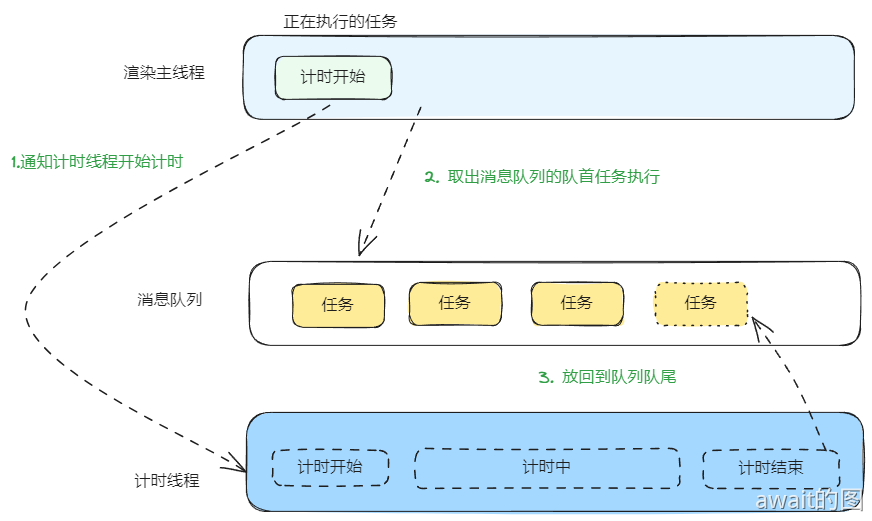 正在执行的任务
渲染主线程
计时开始
1.通知计时线程开始计时
2. 取出消息队列的队首任务执行
消息队列
任务
任务
任务
任务
3. 放回到队列队尾
计时线程
计时开始
计时中
计时结束
await的图